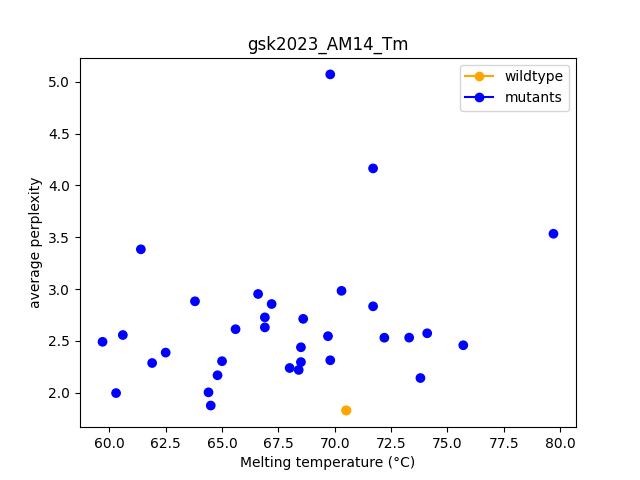 gsk2023_AM14_Tm
wildtype
mutants
average perplexity
5.0
4.5
4.0
3.5
3.0
2.5
2.0
60.0 62.5 65.0 67.5 70.0 72.5 75.0 77.5 80.0
Melting temperature (°C)